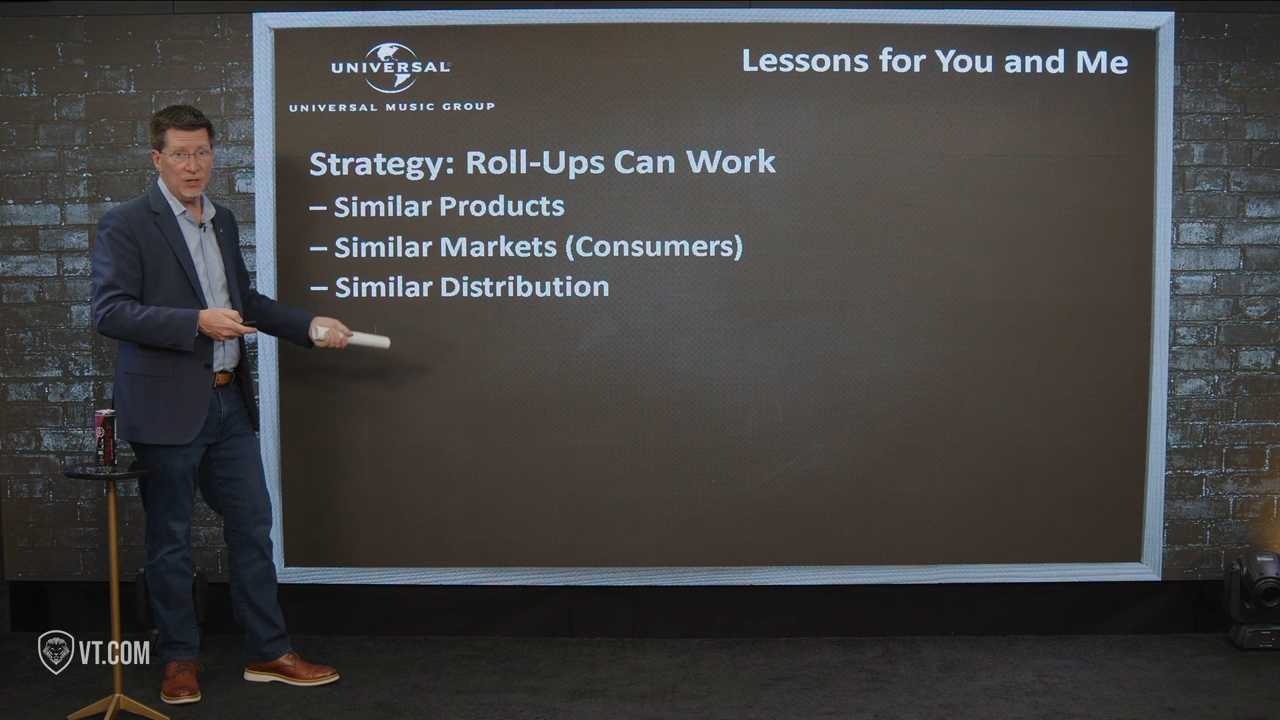 UNIVERSAL
UNIVERSAL MUSIC GROUP
Lessons for You and Me
Strategy: Roll-Ups Can Work
– Similar Products
– Similar Markets (Consumers)
– Similar Distribution
VT.COM